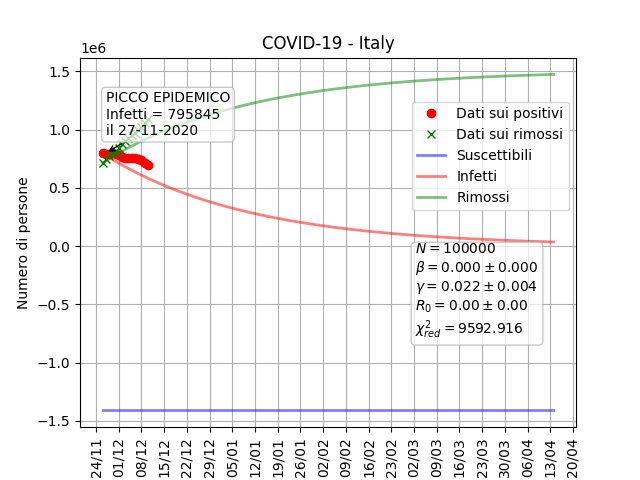 COVID-19 - Italy
1e6
PICCO EPIDEMICO
Infetti = 795845
il 27-11-2020
Dati sui positivi
Dati sui rimossi
Suscettibili
Infetti
Rimossi
N = 100000
β = 0.000 ± 0.000
γ = 0.022 ± 0.004
R₀ = 0.00 ± 0.00
χ²red = 9592.916
Numero di persone
1.5
1.0
0.5
0.0
−0.5
−1.0
−1.5
24/11
01/12
08/12
15/12
22/12
29/12
05/01
12/01
19/01
26/01
02/02
09/02
16/02
23/02
02/03
09/03
16/03
23/03
30/03
06/04
13/04
20/04